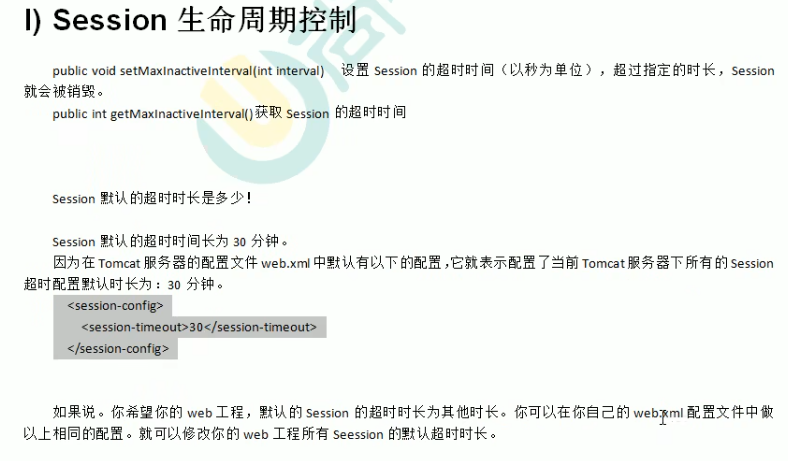 I) Session 生命周期控制
public void setMaxInactiveInterval(int interval) 设置 Session 的超时时间（以秒为单位），超过指定的时长，Session
就会被销毁。
public int getMaxInactiveInterval()获取 Session 的超时时间
Session 默认的超时时长是多少！
Session 默认的超时时间长为 30 分钟。
因为在 Tomcat 服务器的配置文件 web.xml 中默认有以下的配置，它就表示配置了当前 Tomcat 服务器下所有的 Session
超时配置默认时长为：30 分钟。
<session-config>
<session-timeout>30</session-timeout>
</session-config>
如果说。你希望你的 web 工程，默认的 Session 的超时时长为其他时长。你可以在你自己的 web.xml 配置文件中做
以上相同的配置。就可以修改你的 web 工程所有 Seession 的默认超时时长。